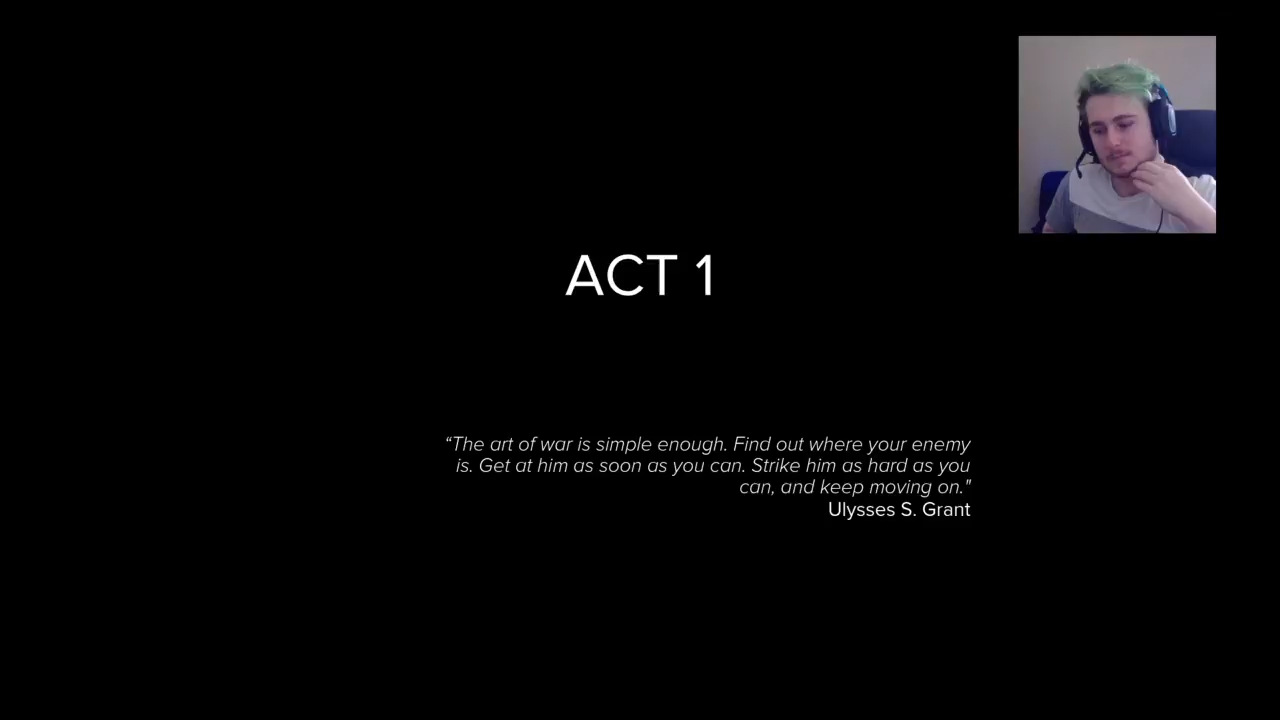 ACT 1
“The art of war is simple enough. Find out where your enemy
is. Get at him as soon as you can. Strike him as hard as you
can, and keep moving on."
Ulysses S. Grant